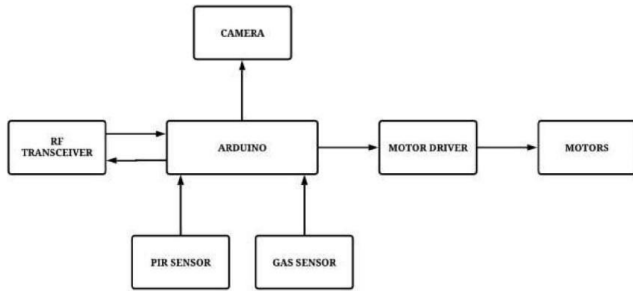 CAMERA
RF
TRANSCEIVER
ARDUINO
MOTOR DRIVER
MOTORS
PIR SENSOR
GAS SENSOR